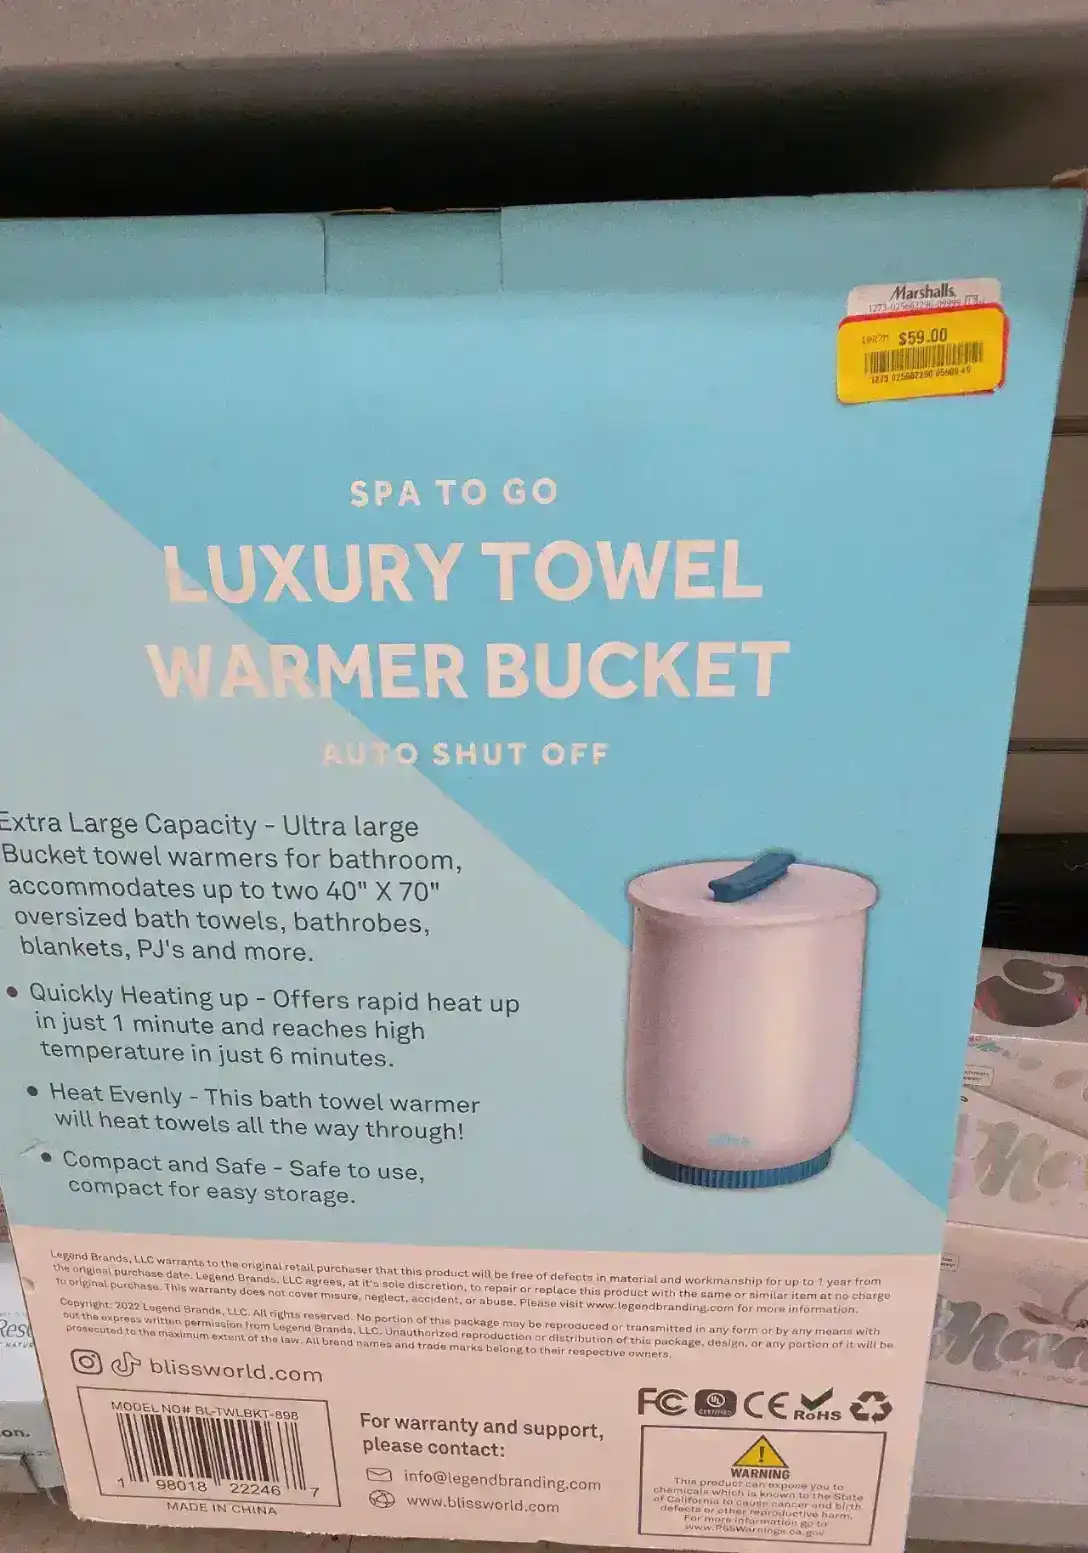 Marshalls.
$59.00
SPA TO GO
LUXURY TOWEL
WARMER BUCKET
AUTO SHUT OFF
Extra Large Capacity - Ultra large
Bucket towel warmers for bathroom,
accommodates up to two 40" X 70"
oversized bath towels, bathrobes,
blankets, PJ's and more.
• Quickly Heating up - Offers rapid heat up
in just 1 minute and reaches high
temperature in just 6 minutes.
• Heat Evenly - This bath towel warmer
will heat towels all the way through!
• Compact and Safe - Safe to use,
compact for easy storage.
bliss
Legend Brands, LLC warrants to the original retail purchaser that this product will be free of defects in material and workmanship for up to 1 year from
the original purchase date. Legend Brands, LLC agrees, at it's sole discretion, to repair or replace this product with the same or similar item at no charge
to original purchase. This warranty does not cover misure, neglect, accident, or abuse. Please visit www.legendbranding.com for more information.
Copyright: 2022 Legend Brands, LLC. All rights reserved. No portion of this package may be reproduced or transmitted in any form or by any means with
out the express written permission from Legend Brands, LLC. Unauthorized reproduction or distribution of this package, design, or any portion of it will be
prosecuted to the maximum extent of the law. All brand names and trade marks belong to their respective owners.
blissworld.com
MODEL NO# BL-TWLBKT-898
1 98018 22246 7
MADE IN CHINA
For warranty and support,
please contact:
info@legendbranding.com
www.blissworld.com
FC UL CERTIFIED CE RoHS
WARNING
This product can expose you to
chemicals which is known to the State
of California to cause cancer and birth
defects or other reproductive harm.
For more information go to
www.P65Warnings.ca.gov
on.